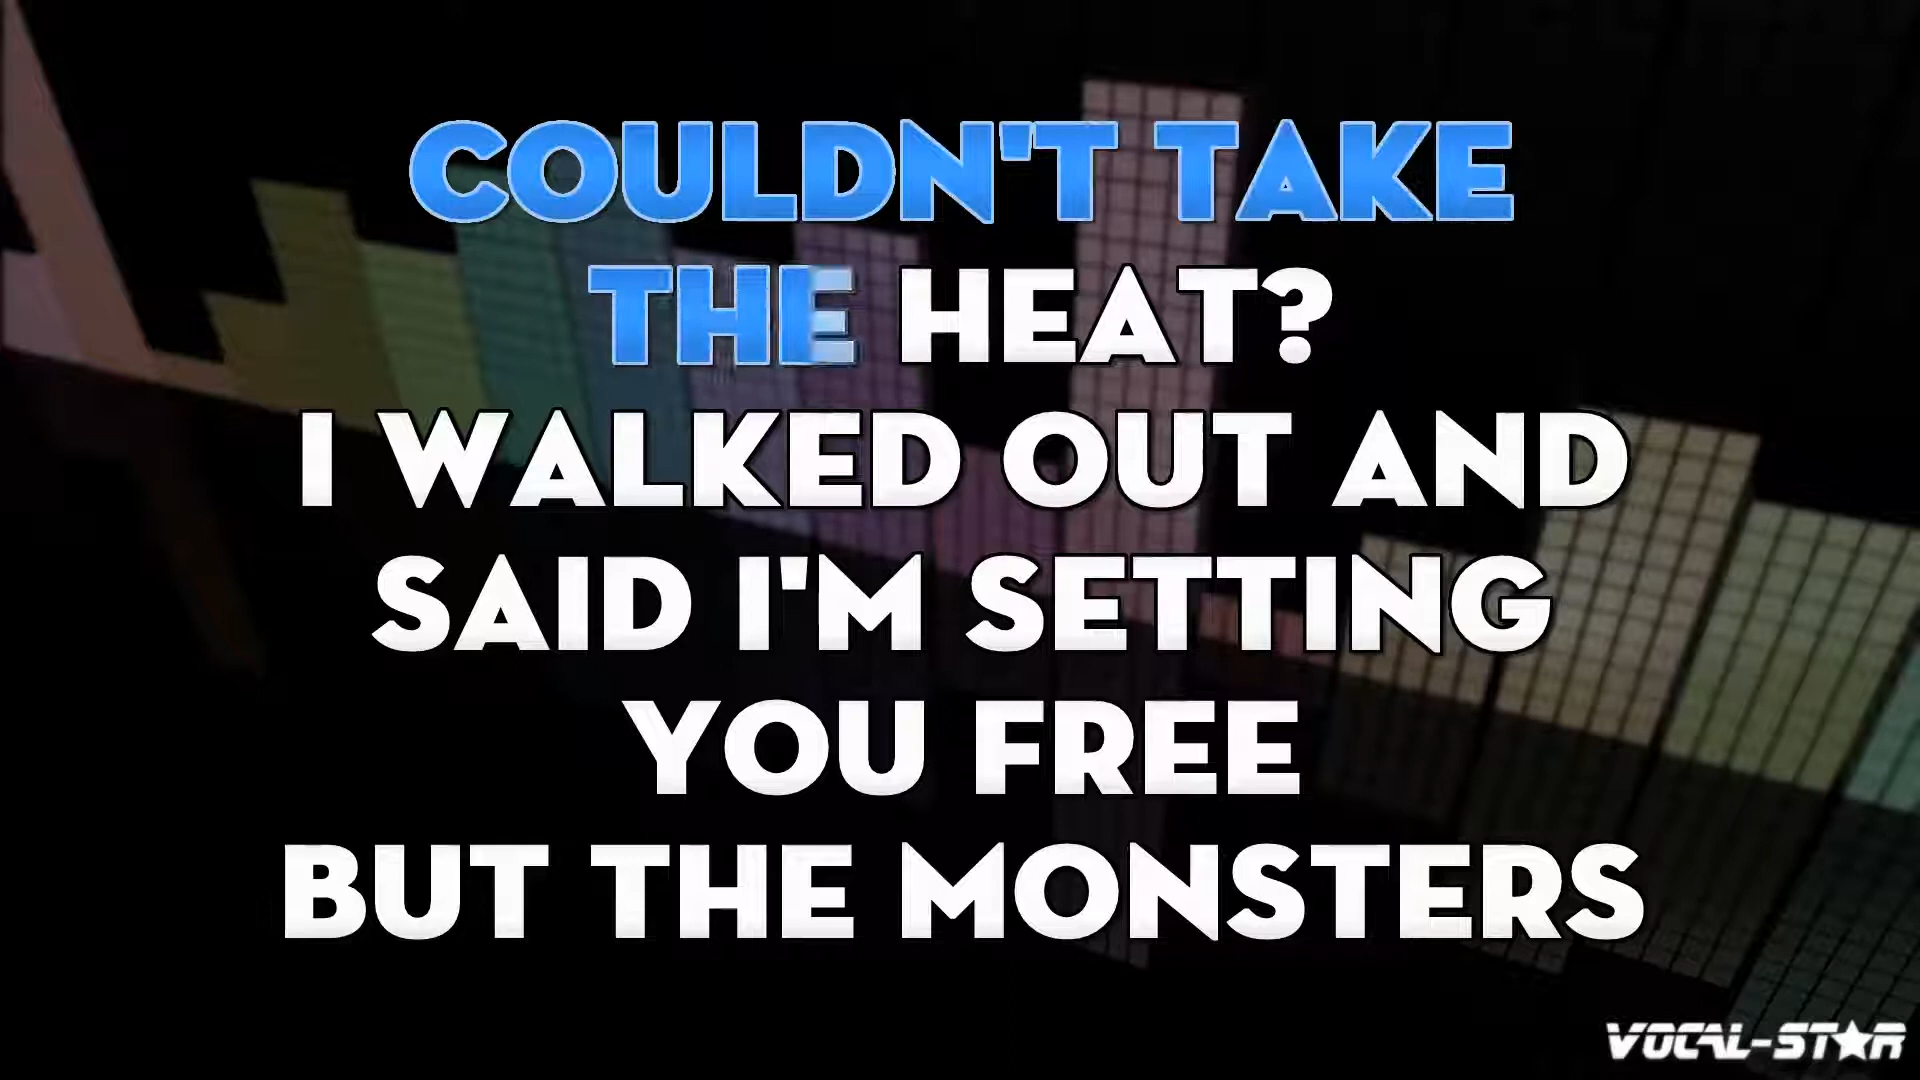 COULDN'T TAKE
THE HEAT?
I WALKED OUT AND
SAID I'M SETTING
YOU FREE
BUT THE MONSTERS
VOCAL-STAR